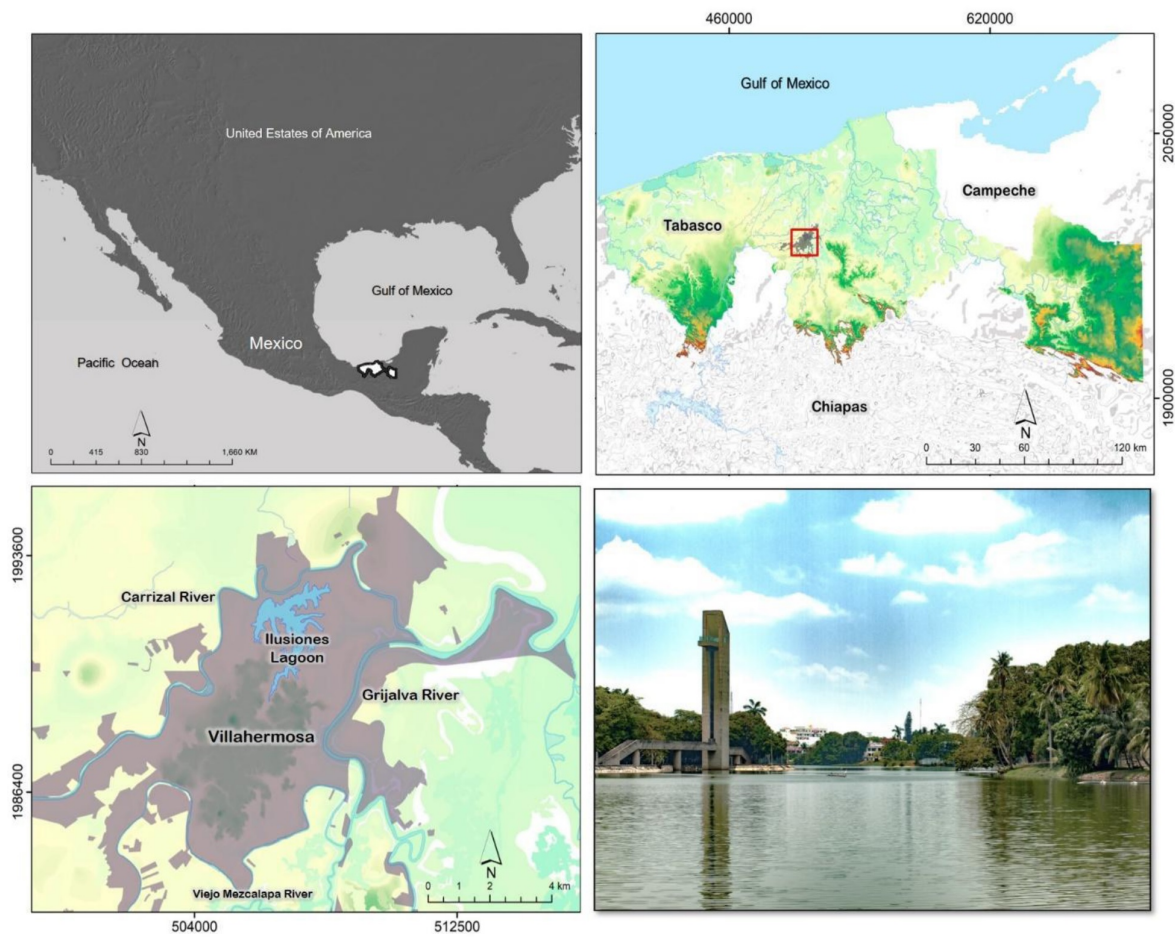 460000
620000
United States of America
Gulf of Mexico
Mexico
Pacific Ocean
N
0 415 830 1,660 KM
Gulf of Mexico
Campeche
Tabasco
Chiapas
N
0 30 60 120 km
2050000
1900000
1993600
1986400
Carrizal River
Ilusiones
Lagoon
Grijalva River
Villahermosa
Viejo Mezcalapa River
N
0 1 2 4 km
504000
512500